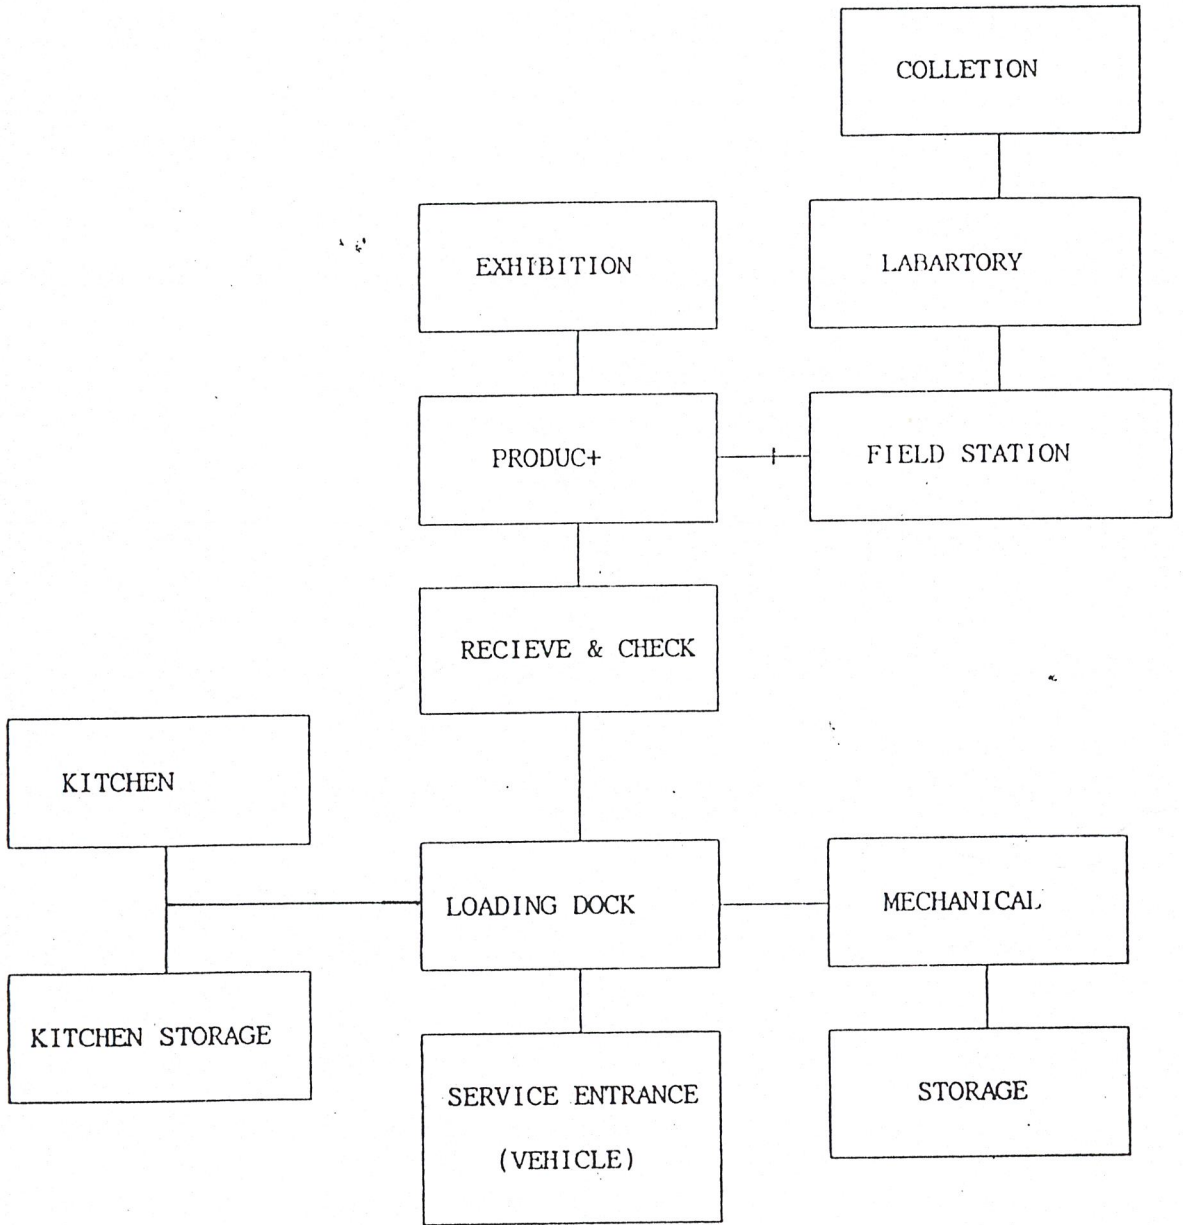 COLLETION
EXHIBITION
LABARTORY
PRODUC+
FIELD STATION
RECIEVE & CHECK
KITCHEN
LOADING DOCK
MECHANICAL
KITCHEN STORAGE
SERVICE ENTRANCE
(VEHICLE)
STORAGE